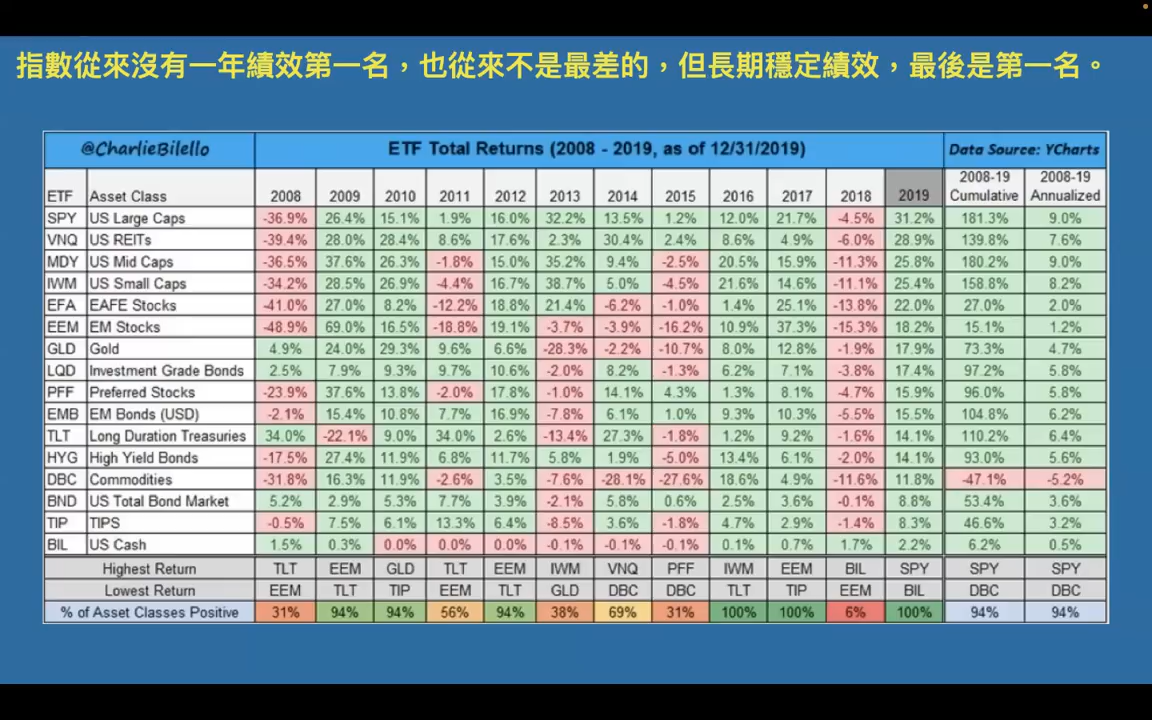 指數從來沒有一年績效第一名，也從來不是最差的，但長期穩定績效，最後是第一名。
@CharlieBilello ETF Total Returns (2008 - 2019, as of 12/31/2019) Data Source: YCharts
ETF Asset Class 2008 2009 2010 2011 2012 2013 2014 2015 2016 2017 2018 2019 2008-19 Cumulative 2008-19 Annualized
SPY US Large Caps -36.9% 26.4% 15.1% 1.9% 16.0% 32.2% 13.5% 1.2% 12.0% 21.7% -4.5% 31.2% 181.3% 9.0%
VNQ US REITs -39.4% 28.0% 28.4% 8.6% 17.6% 2.3% 30.4% 2.4% 8.6% 4.9% -6.0% 28.9% 139.8% 7.6%
MDY US Mid Caps -36.5% 37.6% 26.3% -1.8% 15.0% 35.2% 9.4% -2.5% 20.5% 15.9% -11.3% 25.8% 180.2% 9.0%
IWM US Small Caps -34.2% 28.5% 26.9% -4.4% 16.7% 38.7% 5.0% -4.5% 21.6% 14.6% -11.1% 25.4% 158.8% 8.2%
EFA EAFE Stocks -41.0% 27.0% 8.2% -12.2% 18.8% 21.4% -6.2% -1.0% 1.4% 25.1% -13.8% 22.0% 27.0% 2.0%
EEM EM Stocks -48.9% 69.0% 16.5% -18.8% 19.1% -3.7% -3.9% -16.2% 10.9% 37.3% -15.3% 18.2% 15.1% 1.2%
GLD Gold 4.9% 24.0% 29.3% 9.6% 6.6% -28.3% -2.2% -10.7% 8.0% 12.8% -1.9% 17.9% 73.3% 4.7%
LQD Investment Grade Bonds 2.5% 7.9% 9.3% 9.7% 10.6% -2.0% 8.2% -1.3% 6.2% 7.1% -3.8% 17.4% 97.2% 5.8%
PFF Preferred Stocks -23.9% 37.6% 13.8% -2.0% 17.8% -1.0% 14.1% 4.3% 1.3% 8.1% -4.7% 15.9% 96.0% 5.8%
EMB EM Bonds (USD) -2.1% 15.4% 10.8% 7.7% 16.9% -7.8% 6.1% 1.0% 9.3% 10.3% -5.5% 15.5% 104.8% 6.2%
TLT Long Duration Treasuries 34.0% -22.1% 9.0% 34.0% 2.6% -13.4% 27.3% -1.8% 1.2% 9.2% -1.6% 14.1% 110.2% 6.4%
HYG High Yield Bonds -17.5% 27.4% 11.9% 6.8% 11.7% 5.8% 1.9% -5.0% 13.4% 6.1% -2.0% 14.1% 93.0% 5.6%
DBC Commodities -31.8% 16.3% 11.9% -2.6% 3.5% -7.6% -28.1% -27.6% 18.6% 4.9% -11.6% 11.8% -47.1% -5.2%
BND US Total Bond Market 5.2% 2.9% 5.3% 7.7% 3.9% -2.1% 5.8% 0.6% 2.5% 3.6% -0.1% 8.8% 53.4% 3.6%
TIP TIPS -0.5% 7.5% 6.1% 13.3% 6.4% -8.5% 3.6% -1.8% 4.7% 2.9% -1.4% 8.3% 46.6% 3.2%
BIL US Cash 1.5% 0.3% 0.0% 0.0% 0.0% -0.1% -0.1% -0.1% 0.1% 0.7% 1.7% 2.2% 6.2% 0.5%
Highest Return TLT EEM GLD TLT EEM IWM VNQ PFF IWM EEM BIL SPY SPY SPY
Lowest Return EEM TLT TIP EEM TLT GLD DBC DBC TLT TIP EEM BIL DBC DBC
% of Asset Classes Positive 31% 94% 94% 56% 94% 38% 69% 31% 100% 100% 6% 100% 94% 94%